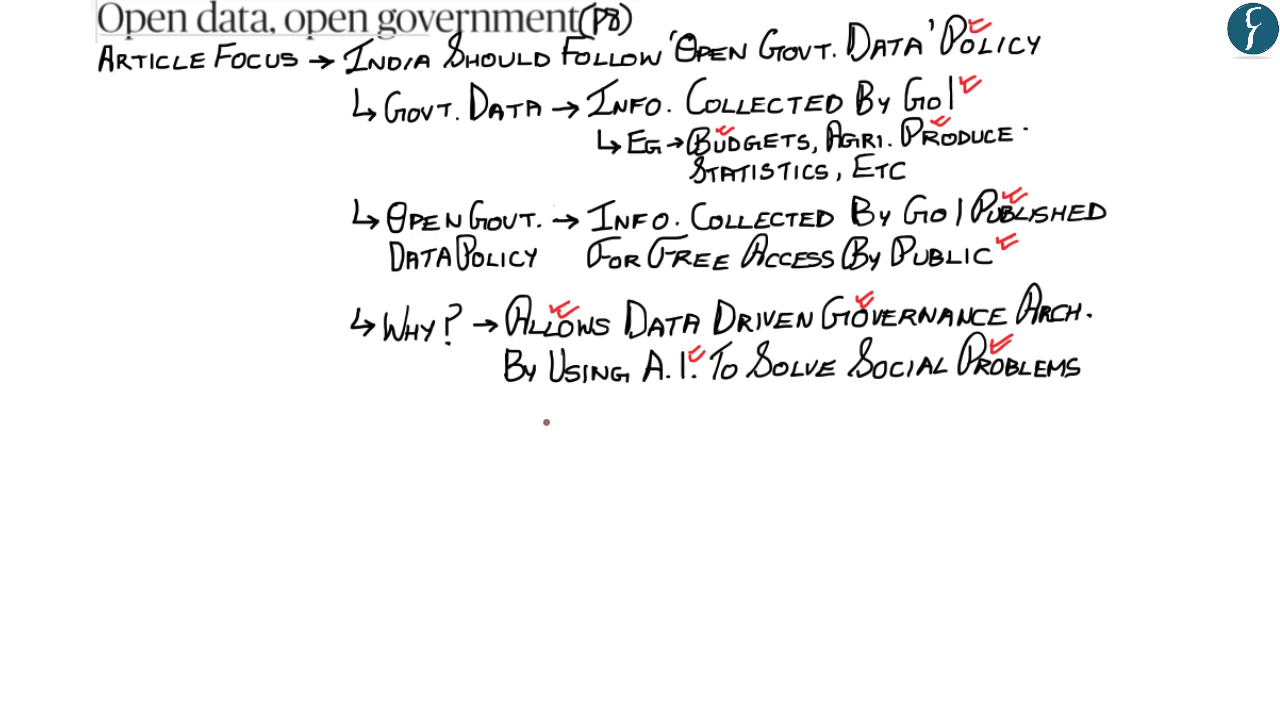 Open data, open government (P8)
ARTICLE FOCUS → INDIA SHOULD FOLLOW 'OPEN GOVT. DATA' POLICY
↳ GOVT. DATA → INFO. COLLECTED BY GOI
↳ EG → BUDGETS, AGRI. PRODUCE
STATISTICS, ETC
↳ OPEN GOVT. → INFO. COLLECTED BY GOI PUBLISHED
DATA POLICY FOR FREE ACCESS BY PUBLIC
↳ WHY? → ALLOWS DATA DRIVEN GOVERNANCE ARCH.
BY USING A.I. TO SOLVE SOCIAL PROBLEMS